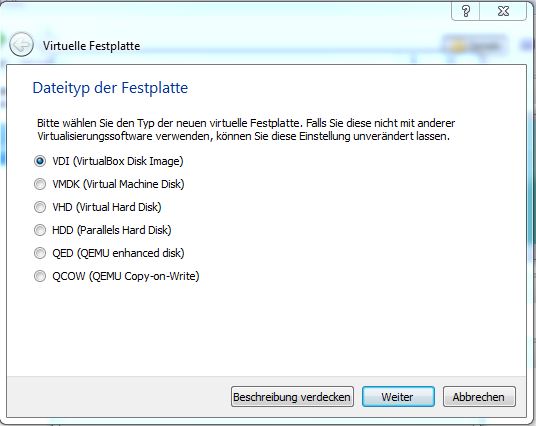 Virtuelle Festplatte
Dateityp der Festplatte
Bitte wählen Sie den Typ der neuen virtuelle Festplatte. Falls Sie diese nicht mit anderer
Virtualisierungssoftware verwenden, können Sie diese Einstellung unverändert lassen.
VDI (VirtualBox Disk Image)
VMDK (Virtual Machine Disk)
VHD (Virtual Hard Disk)
HDD (Parallels Hard Disk)
QED (QEMU enhanced disk)
QCOW (QEMU Copy-on-Write)
Beschreibung verdecken Weiter Abbrechen